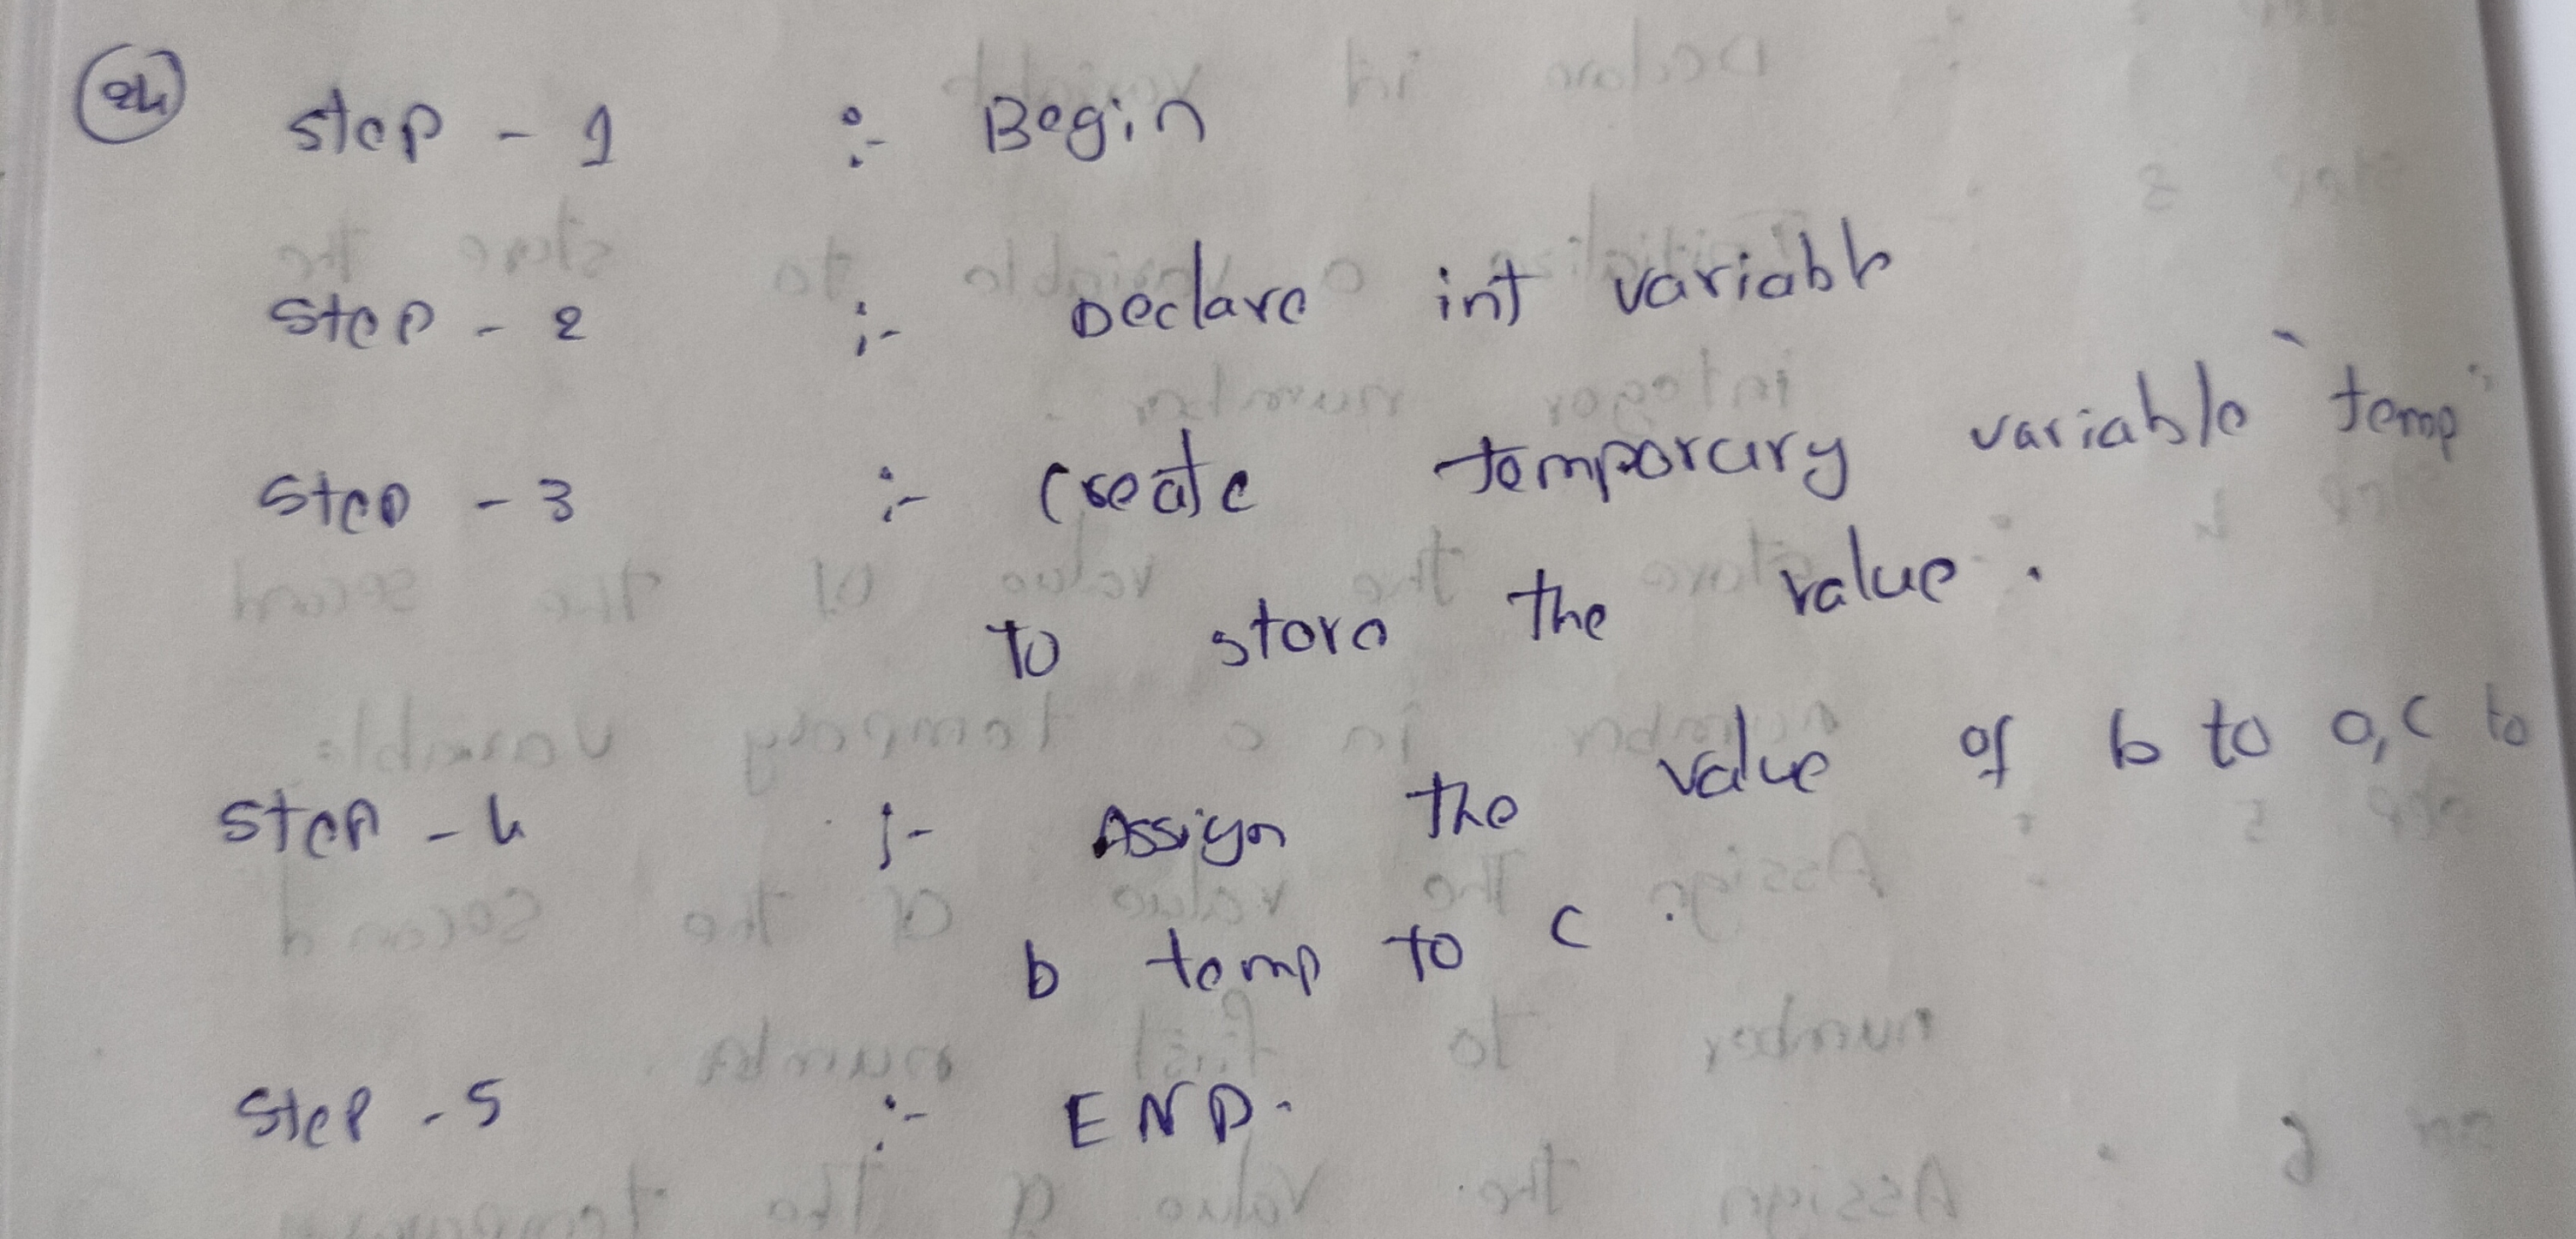 24 Step - 1 :- Begin
Step - 2 :- Declare int variable
Step - 3 :- Create temporary variable "temp"
to store the value.
Step - 4 :- Assign the value of b to a, c to
b temp to c.
Step - 5 :- END.